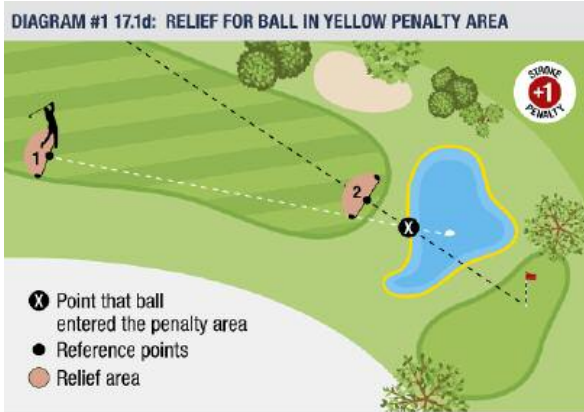 DIAGRAM #1 17.1d: RELIEF FOR BALL IN YELLOW PENALTY AREA
STROKE
+1
PENALTY
1
2
X
X Point that ball
entered the penalty area
Reference points
Relief area